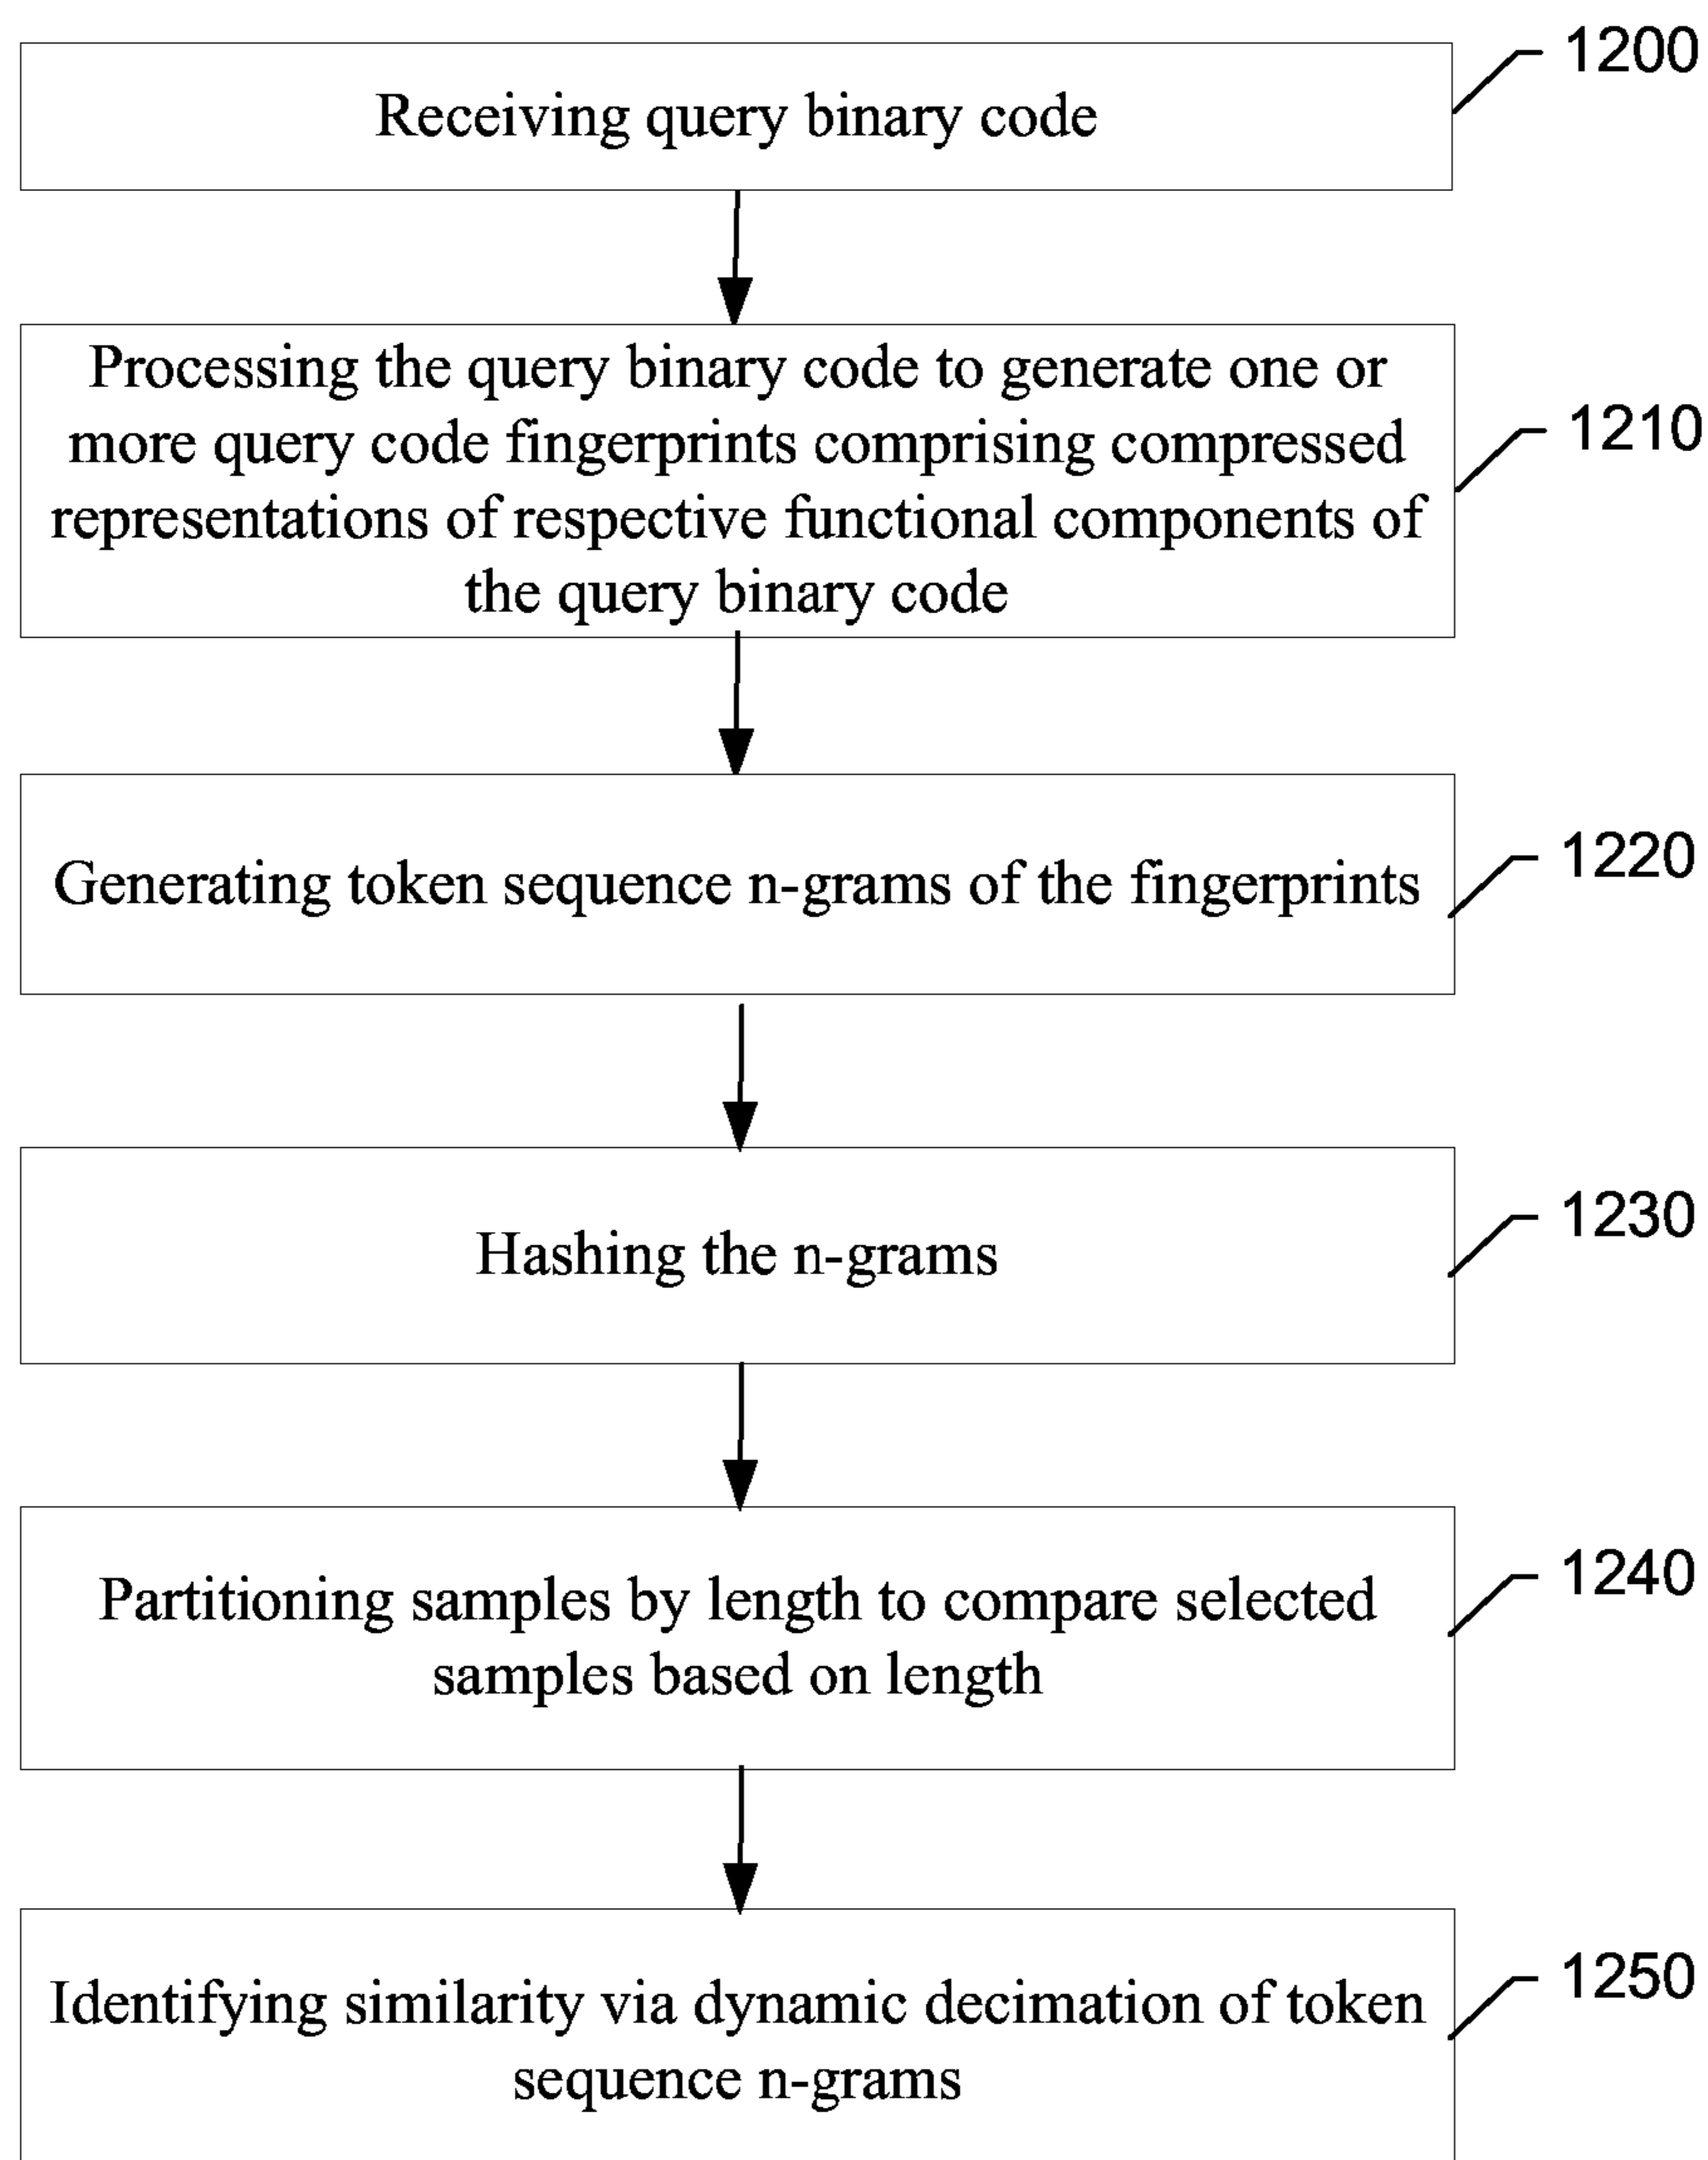 1200
Receiving query binary code
Processing the query binary code to generate one or
more query code fingerprints comprising compressed
representations of respective functional components of
the query binary code
1210
Generating token sequence n-grams of the fingerprints
1220
Hashing the n-grams
1230
Partitioning samples by length to compare selected
samples based on length
1240
Identifying similarity via dynamic decimation of token
sequence n-grams
1250